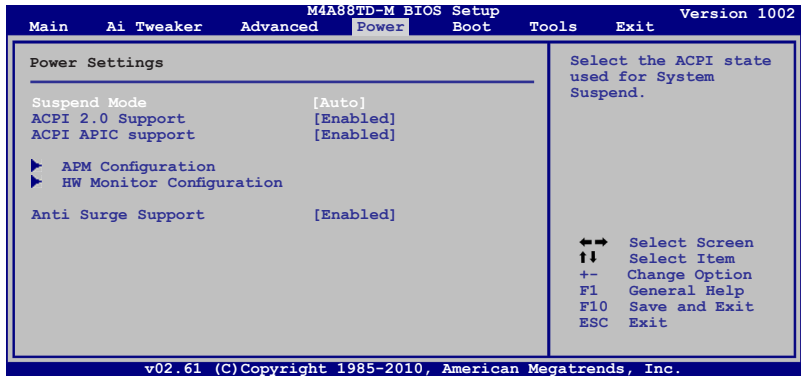 M4A88TD-M BIOS Setup Version 1002
Main Ai Tweaker Advanced Power Boot Tools Exit
Power Settings
Suspend Mode [Auto]
ACPI 2.0 Support [Enabled]
ACPI APIC support [Enabled]
APM Configuration
HW Monitor Configuration
Anti Surge Support [Enabled]
Select the ACPI state
used for System
Suspend.
←→ Select Screen
↑↓ Select Item
+- Change Option
F1 General Help
F10 Save and Exit
ESC Exit
v02.61 (C)Copyright 1985-2010, American Megatrends, Inc.